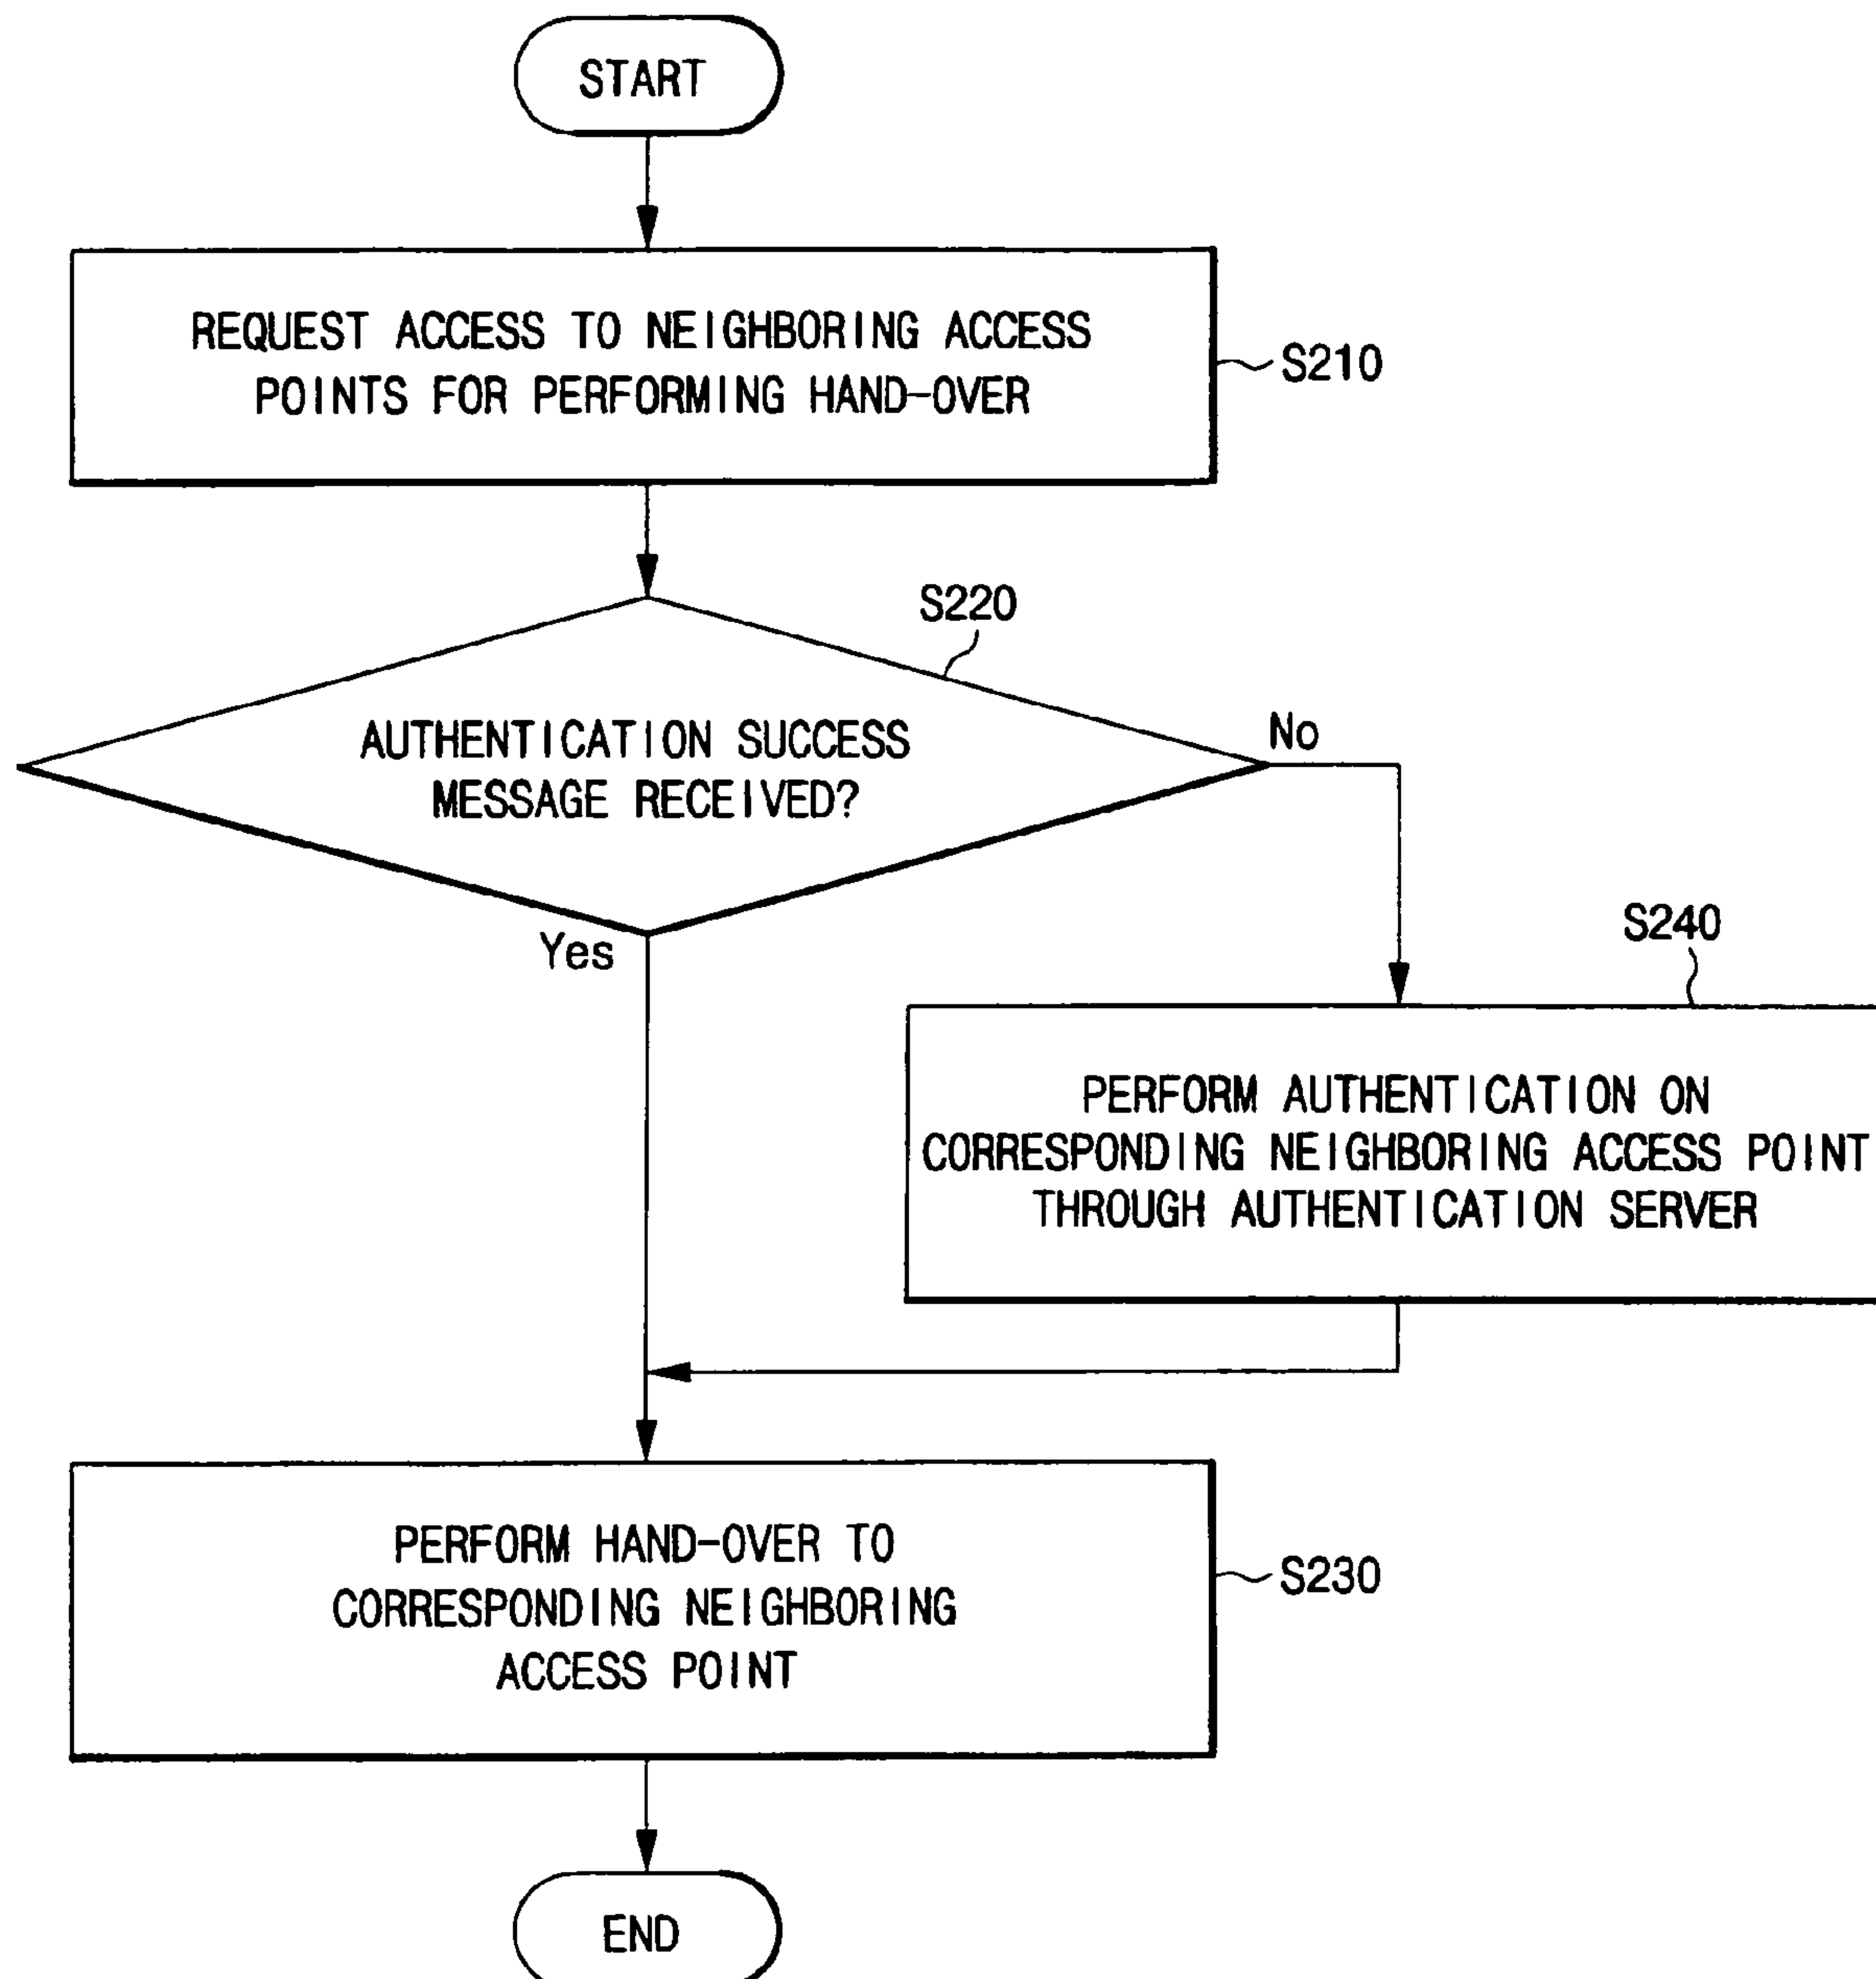 START
REQUEST ACCESS TO NEIGHBORING ACCESS
POINTS FOR PERFORMING HAND-OVER
S210
S220
AUTHENTICATION SUCCESS
MESSAGE RECEIVED?
No
Yes
S240
PERFORM AUTHENTICATION ON
CORRESPONDING NEIGHBORING ACCESS POINT
THROUGH AUTHENTICATION SERVER
PERFORM HAND-OVER TO
CORRESPONDING NEIGHBORING
ACCESS POINT
S230
END